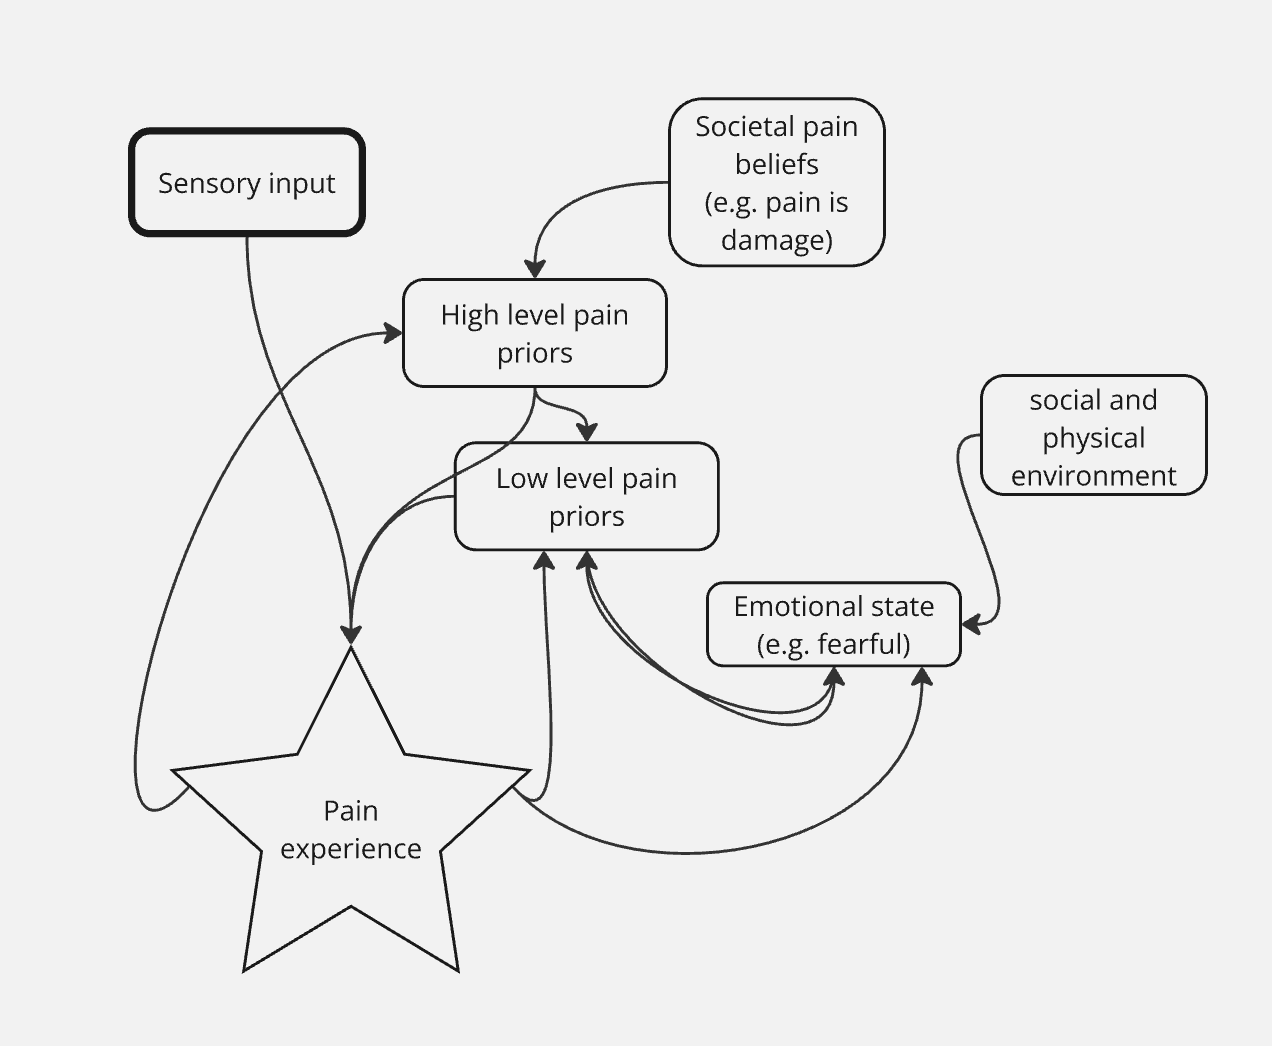 Sensory input
Societal pain
beliefs
(e.g. pain is
damage)
High level pain
priors
Low level pain
priors
social and
physical
environment
Emotional state
(e.g. fearful)
Pain
experience